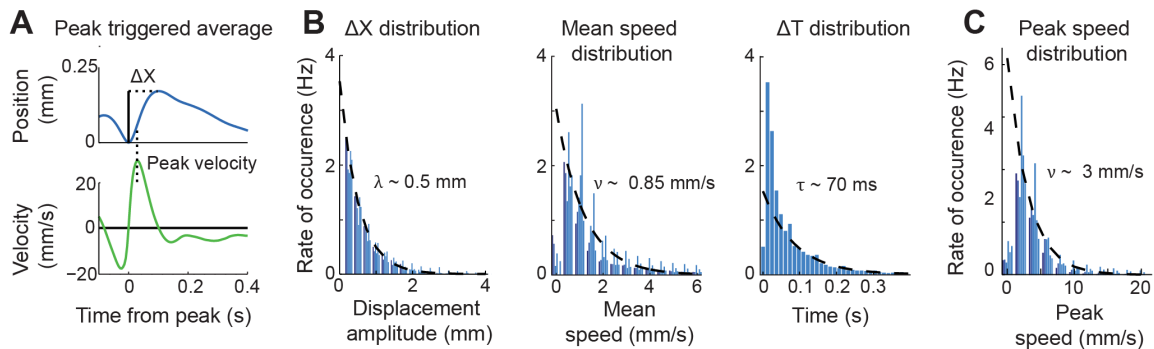 A
Peak triggered average
0.25
0
Position
(mm)
ΔX
Peak velocity
20
0
−20
Velocity
(mm/s)
0
0.2
0.4
Time from peak (s)
B
ΔX distribution
Rate of occurence (Hz)
4
2
0
λ ~ 0.5 mm
0
2
4
Displacement
amplitude (mm)
Mean speed
distribution
4
2
0
ν ~ 0.85 mm/s
0
2
4
6
Mean
speed (mm/s)
ΔT distribution
4
2
0
τ ~ 70 ms
0
0.1
0.2
0.3
Time (s)
C
Peak speed
distribution
Rate of occurence (Hz)
6
4
2
0
ν ~ 3 mm/s
0
10
20
Peak
speed (mm/s)